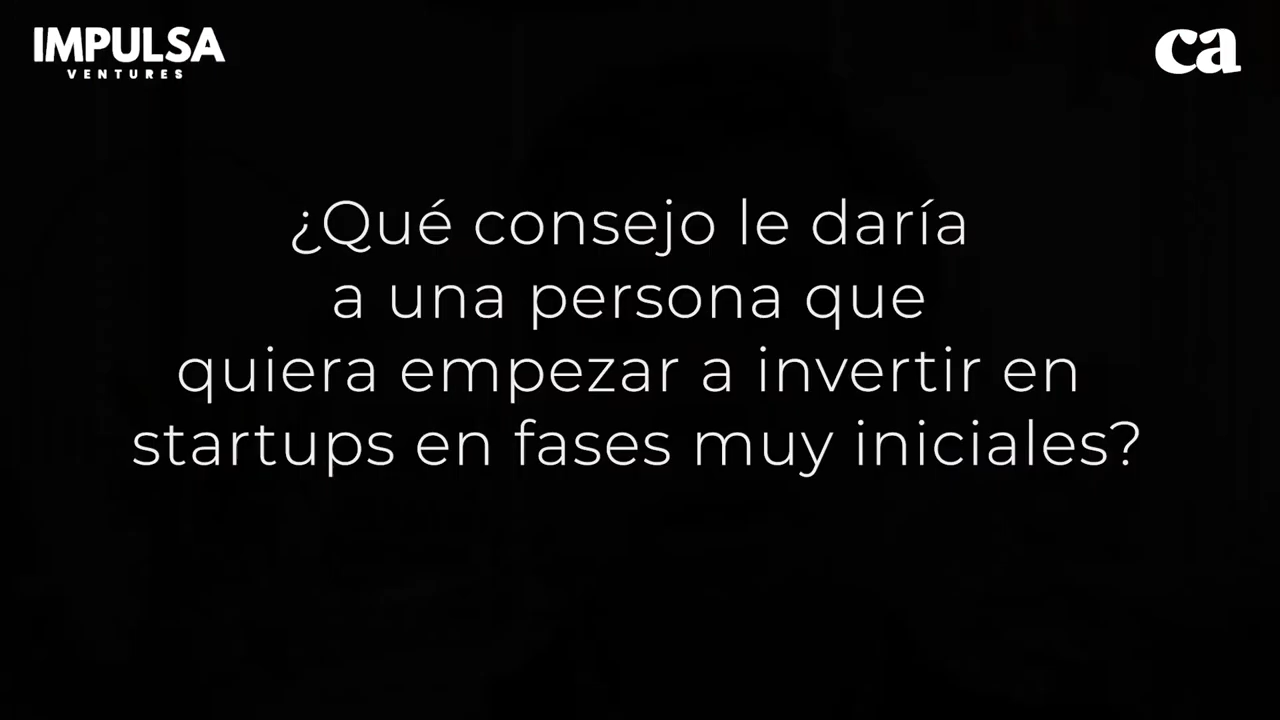 IMPULSA
VENTURES
ca
¿Qué consejo le daría
a una persona que
quiera empezar a invertir en
startups en fases muy iniciales?